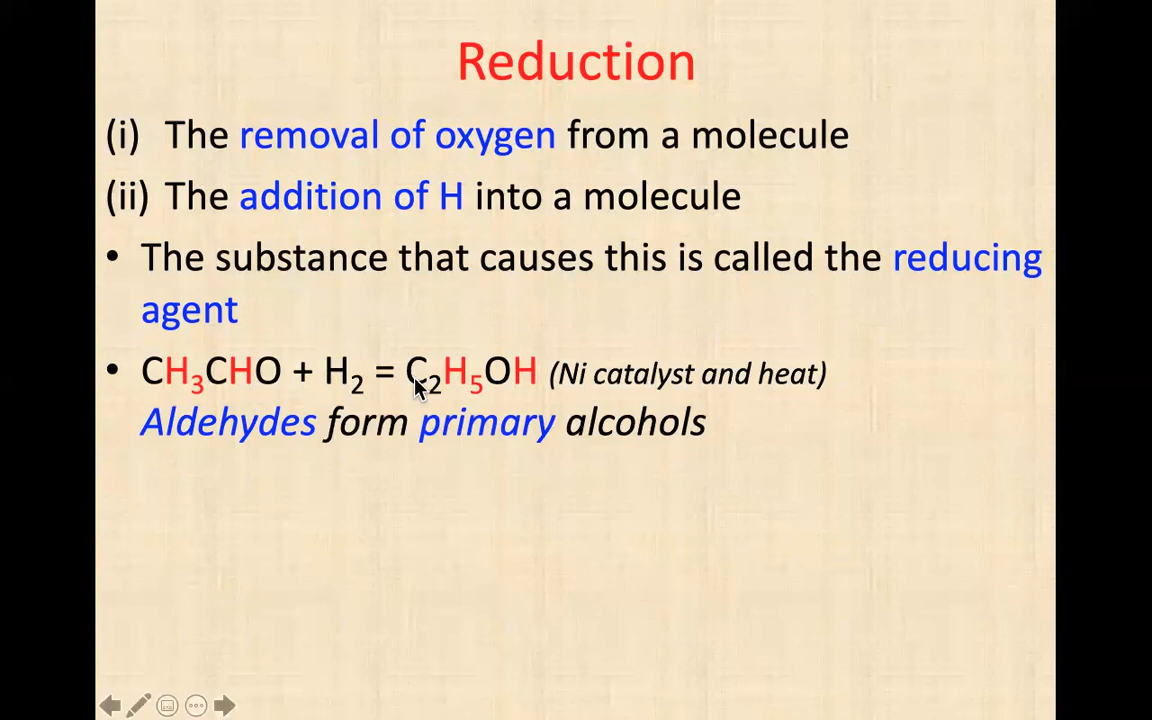 Reduction
(i) The removal of oxygen from a molecule
(ii) The addition of H into a molecule
• The substance that causes this is called the reducing
agent
• CH₃CHO + H₂ = C₂H₅OH (Ni catalyst and heat)
Aldehydes form primary alcohols